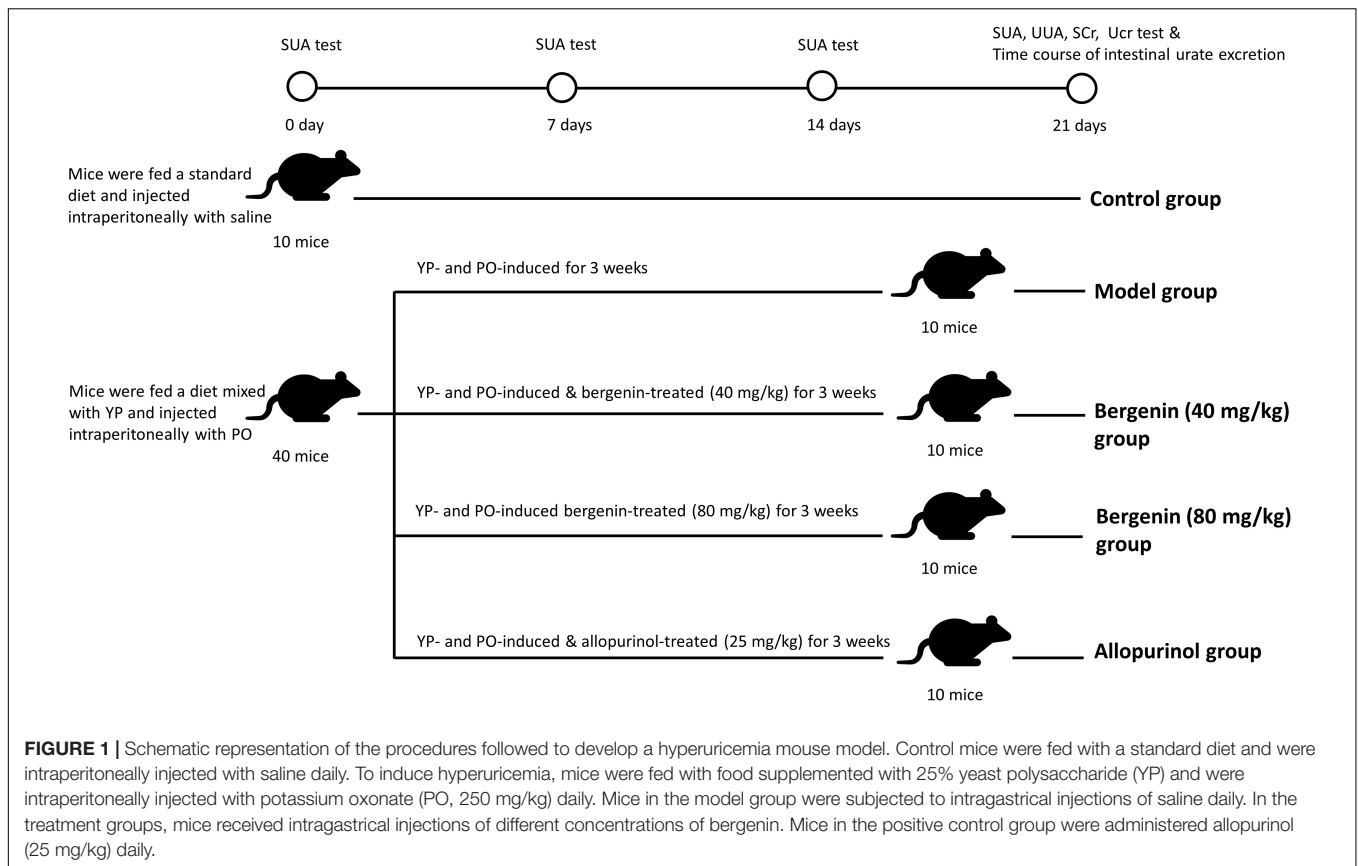 SUA test
SUA test
SUA test
SUA, UUA, SCr, Ucr test &
Time course of intestinal urate excretion
0 day
7 days
14 days
21 days
Mice were fed a standard
diet and injected
intraperitoneally with saline
10 mice
Control group
YP- and PO-induced for 3 weeks
10 mice
Model group
Mice were fed a diet mixed
with YP and injected
intraperitoneally with PO
40 mice
YP- and PO-induced & bergenin-treated (40 mg/kg) for 3 weeks
10 mice
Bergenin (40 mg/kg)
group
YP- and PO-induced bergenin-treated (80 mg/kg) for 3 weeks
10 mice
Bergenin (80 mg/kg)
group
YP- and PO-induced & allopurinol-treated (25 mg/kg) for 3 weeks
10 mice
Allopurinol group
FIGURE 1 | Schematic representation of the procedures followed to develop a hyperuricemia mouse model. Control mice were fed with a standard diet and were
intraperitoneally injected with saline daily. To induce hyperuricemia, mice were fed with food supplemented with 25% yeast polysaccharide (YP) and were
intraperitoneally injected with potassium oxonate (PO, 250 mg/kg) daily. Mice in the model group were subjected to intragastrical injections of saline daily. In the
treatment groups, mice received intragastrical injections of different concentrations of bergenin. Mice in the positive control group were administered allopurinol
(25 mg/kg) daily.